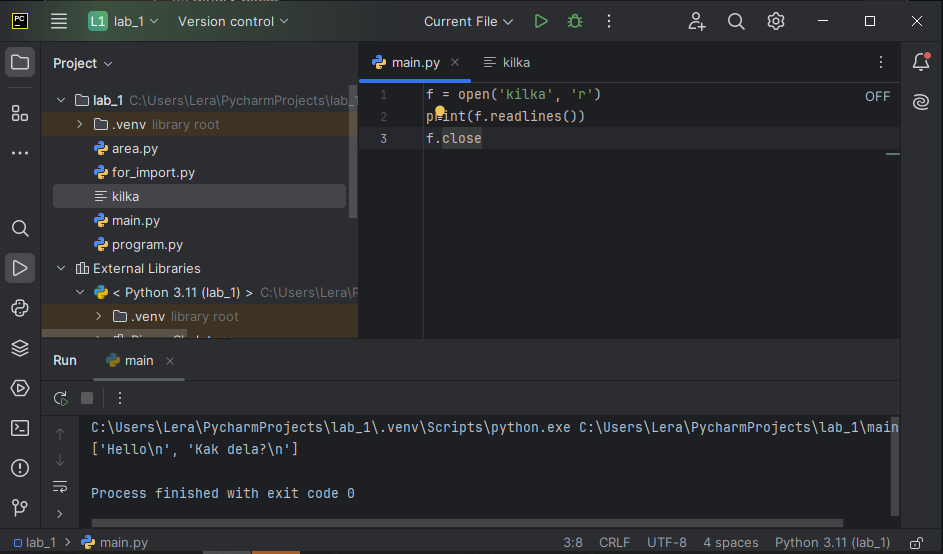 PC L1 lab_1 Version control Current File
Project
lab_1 C:\Users\Lera\PycharmProjects\lab_1
.venv library root
area.py
for_import.py
kilka
main.py
program.py
External Libraries
< Python 3.11 (lab_1) > C:\Users\Lera\P
.venv library root
main.py kilka
1 f = open('kilka', 'r')
2 print(f.readlines())
3 f.close
OFF
Run main
C:\Users\Lera\PycharmProjects\lab_1\.venv\Scripts\python.exe C:\Users\Lera\PycharmProjects\lab_1\main
['Hello\n', 'Kak dela?\n']
Process finished with exit code 0
lab_1 main.py 3:8 CRLF UTF-8 4 spaces Python 3.11 (lab_1)